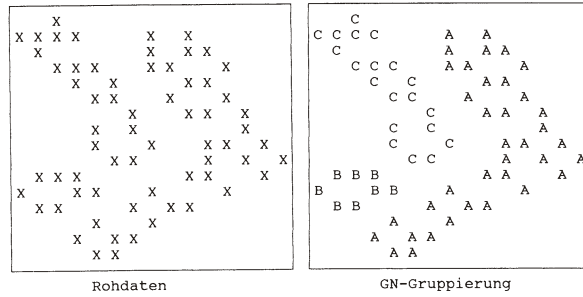 X
X X X X X X
X X X X
X X X X X X
X X X X
X X X X
X X X X
X X X
X X X X X
X X X X X X
X X X X X X
X X X X X
X X X X X
X X
X X X
X X
Rohdaten
C
C C C C A A
C A A A
C C C A A A
C C A A
C C A A
C A A A
C C A
C C A A A
C C A A A A
B B B A A A
B B B A A
B B A A A
A A
A A A
A A
GN-Gruppierung